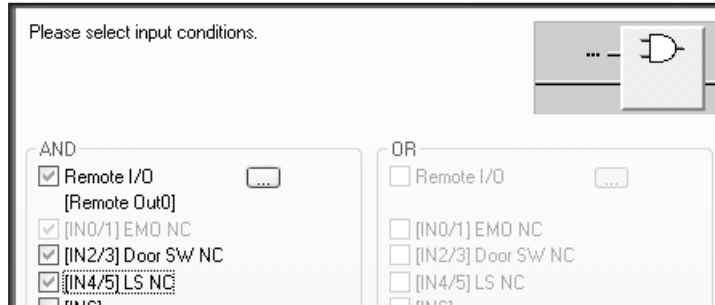 Please select input conditions.
...
AND
Remote I/O ...
[Remote Out0]
[IN0/1] EMO NC
[IN2/3] Door SW NC
[IN4/5] LS NC
OR
Remote I/O ...
[IN0/1] EMO NC
[IN2/3] Door SW NC
[IN4/5] LS NC